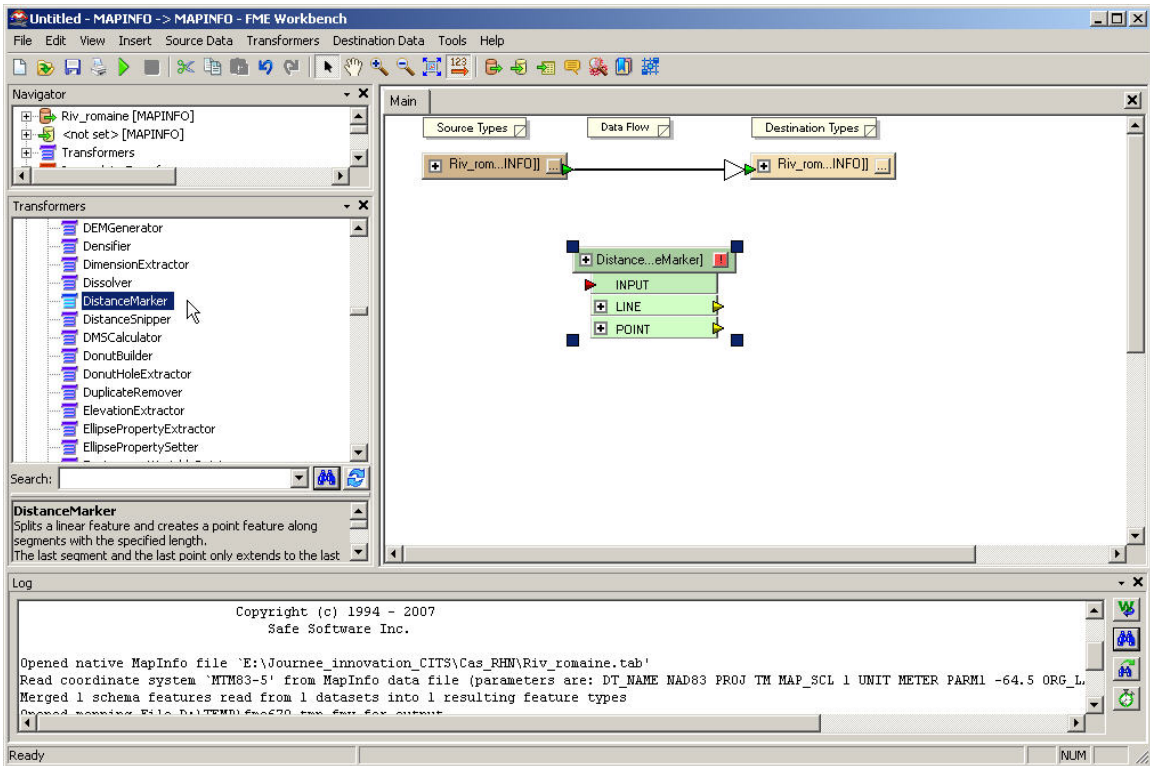 Untitled - MAPINFO -> MAPINFO - FME Workbench
File Edit View Insert Source Data Transformers Destination Data Tools Help
123
Navigator
Riv_romaine [MAPINFO]
<not set> [MAPINFO]
Transformers
Transformers
DEMGenerator
Densifier
DimensionExtractor
Dissolver
DistanceMarker
DistanceSnipper
DMSCalculator
DonutBuilder
DonutHoleExtractor
DuplicateRemover
ElevationExtractor
EllipsePropertyExtractor
EllipsePropertySetter
Search:
DistanceMarker
Splits a linear feature and creates a point feature along
segments with the specified length.
The last segment and the last point only extends to the last
Main
Source Types Data Flow Destination Types
Riv_rom...INFO]] ... Riv_rom...INFO]] ...
Distance...eMarker] !
INPUT
LINE
POINT
Log
Copyright (c) 1994 - 2007
Safe Software Inc.
Opened native MapInfo file `E:\Journee_innovation_CITS\Cas_RHN\Riv_romaine.tab'
Read coordinate system `MTM83-5' from MapInfo data file (parameters are: DT_NAME NAD83 PROJ TM MAP_SCL 1 UNIT METER PARM1 -64.5 ORG_L
Merged 1 schema features read from 1 datasets into 1 resulting feature types
Ready NUM